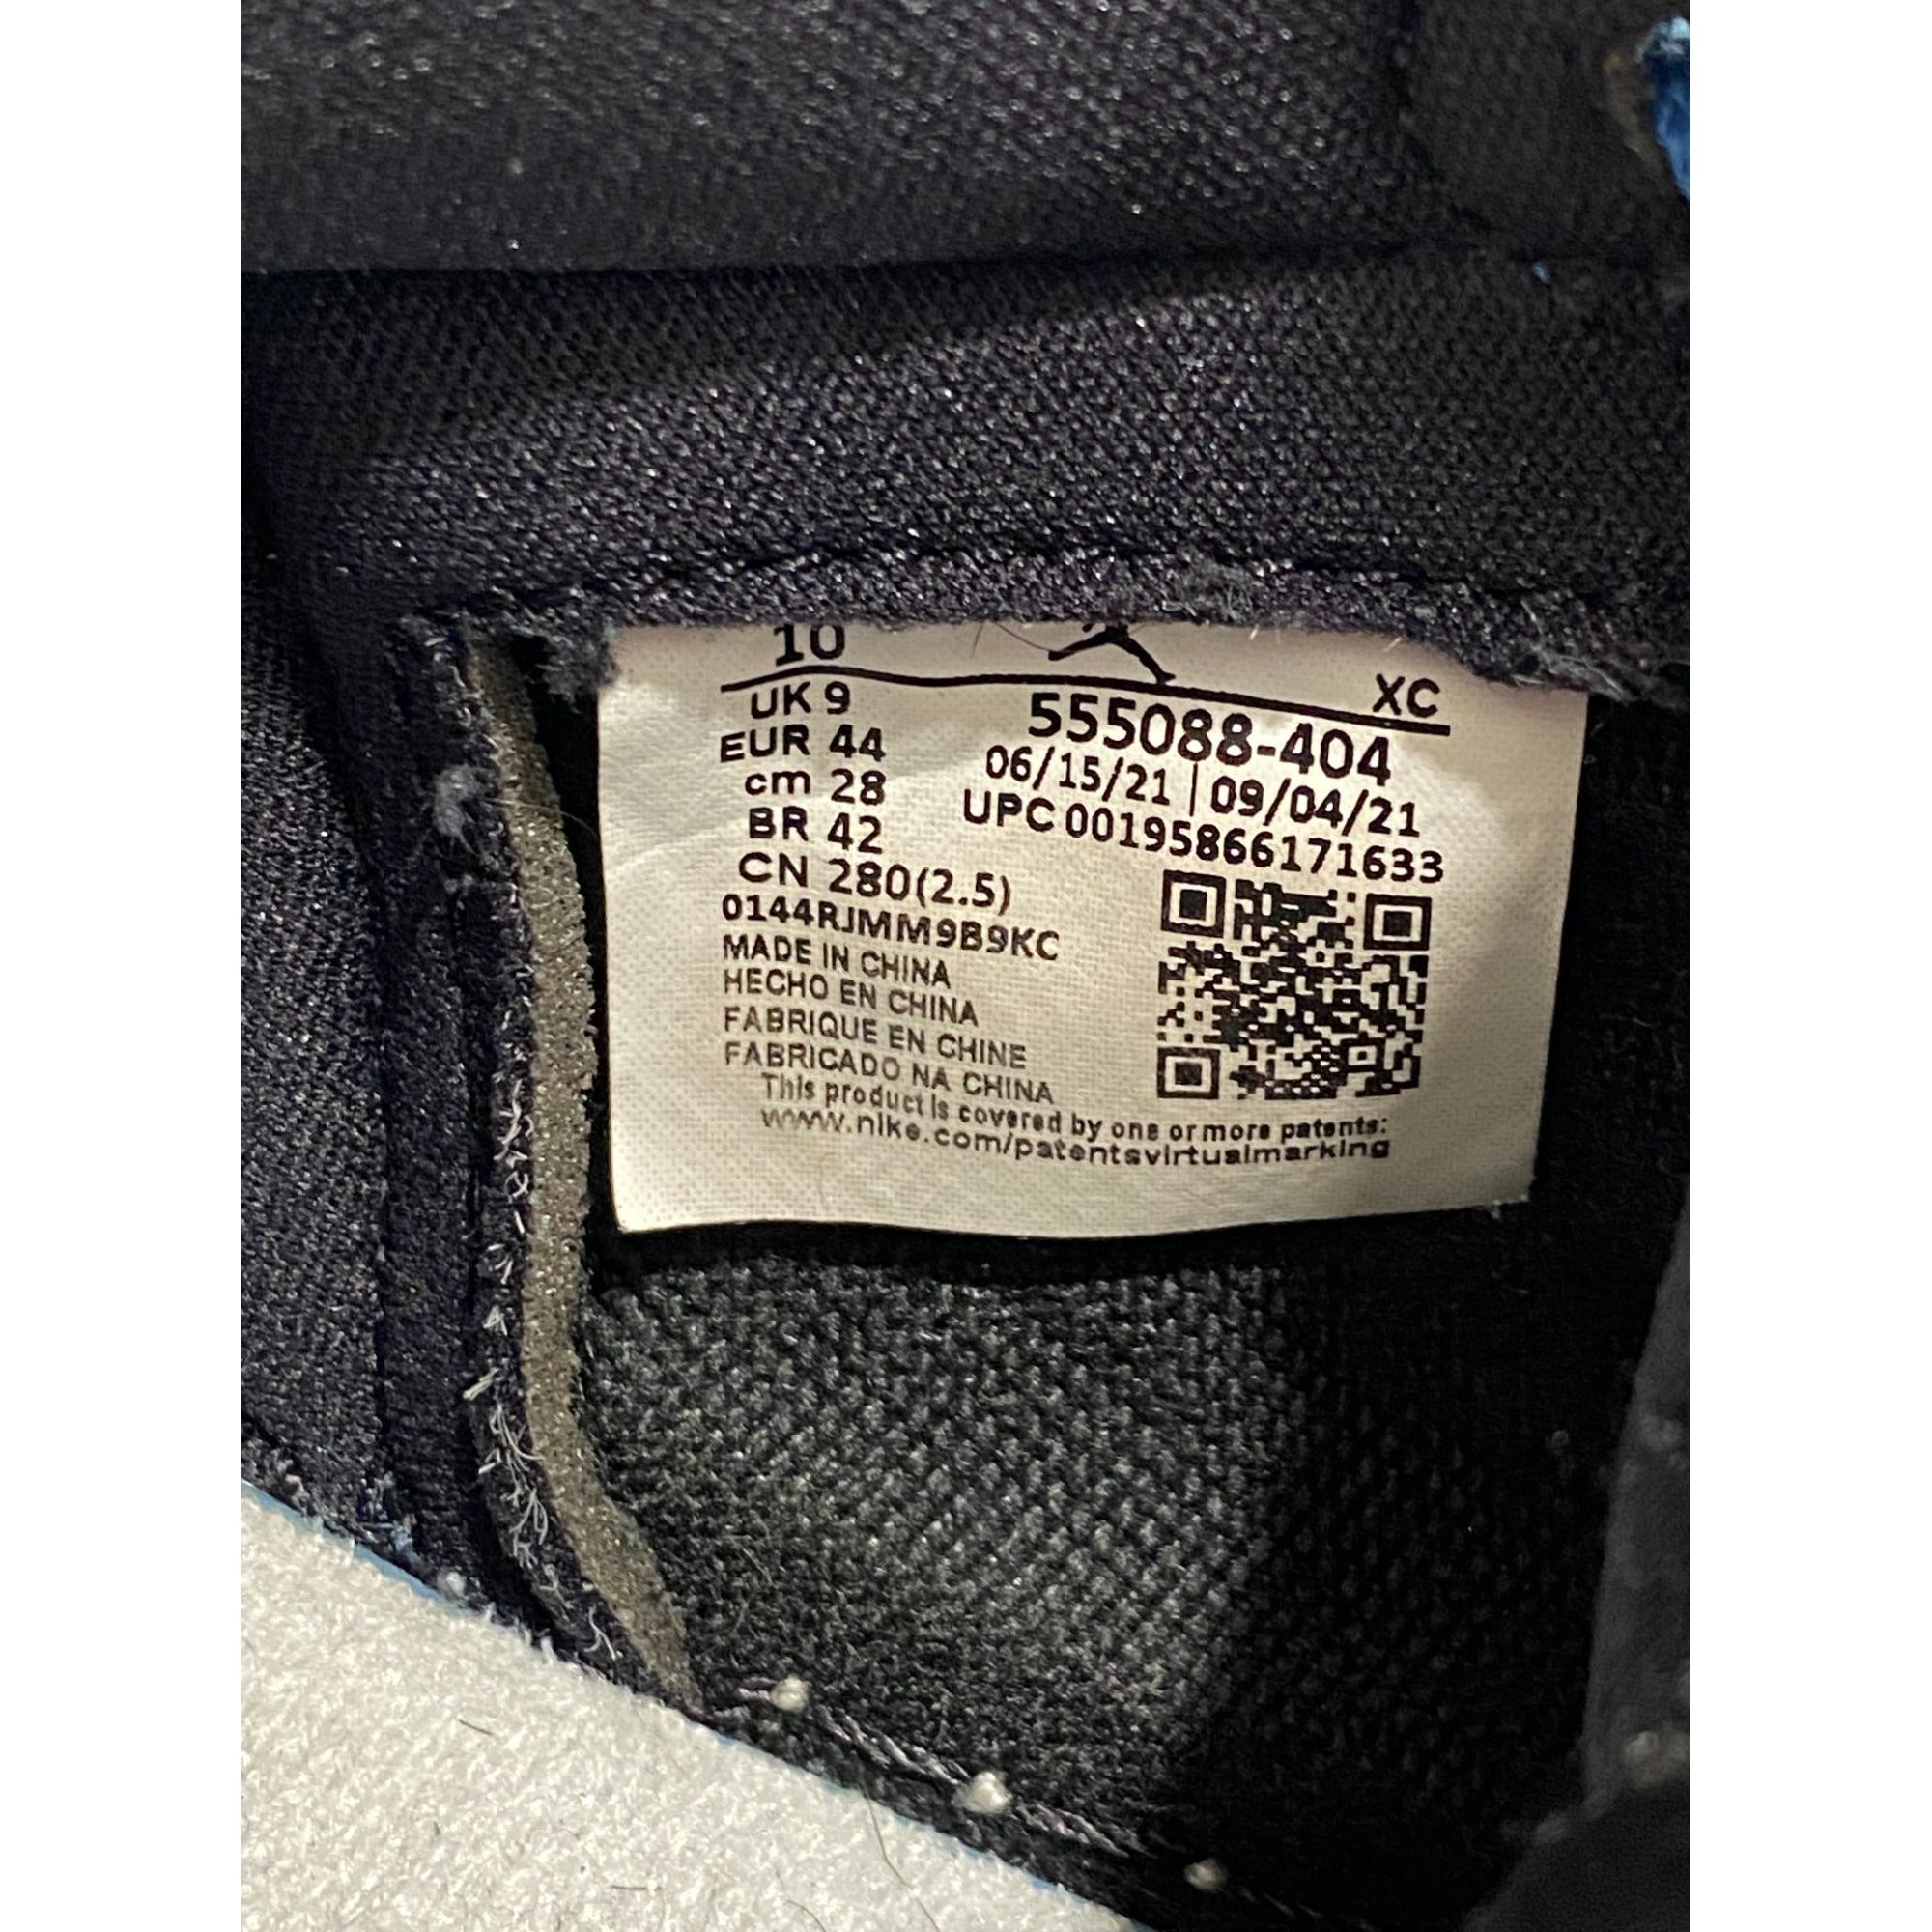 10
XC
UK 9
555088-404
EUR 44
06/15/21 | 09/04/21
cm 28
UPC 00195866171633
BR 42
CN 280(2.5)
0144RJMM9B9KC
MADE IN CHINA
HECHO EN CHINA
FABRIQUE EN CHINE
FABRICADO NA CHINA
This product is covered by one or more patents:
www.nike.com/patentsvirtualmarking